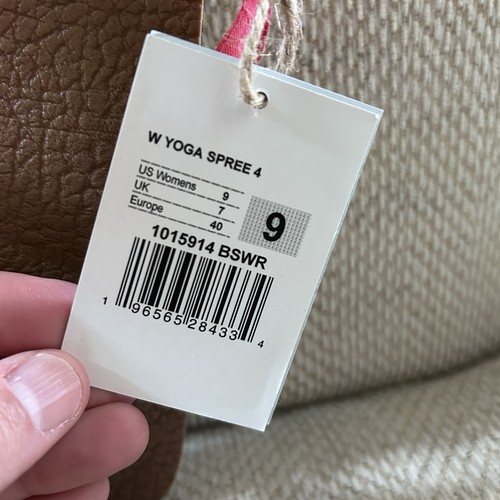 W YOGA SPREE 4
US Womens 9
UK 7
Europe 40
9
1015914 BSWR
1 96565 28433 4